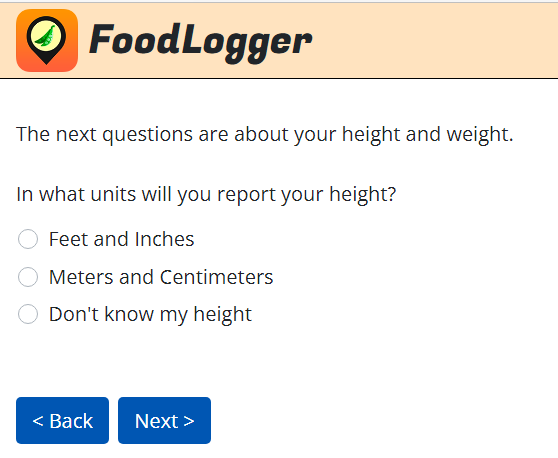 FoodLogger
The next questions are about your height and weight.
In what units will you report your height?
Feet and Inches
Meters and Centimeters
Don't know my height
< Back
Next >